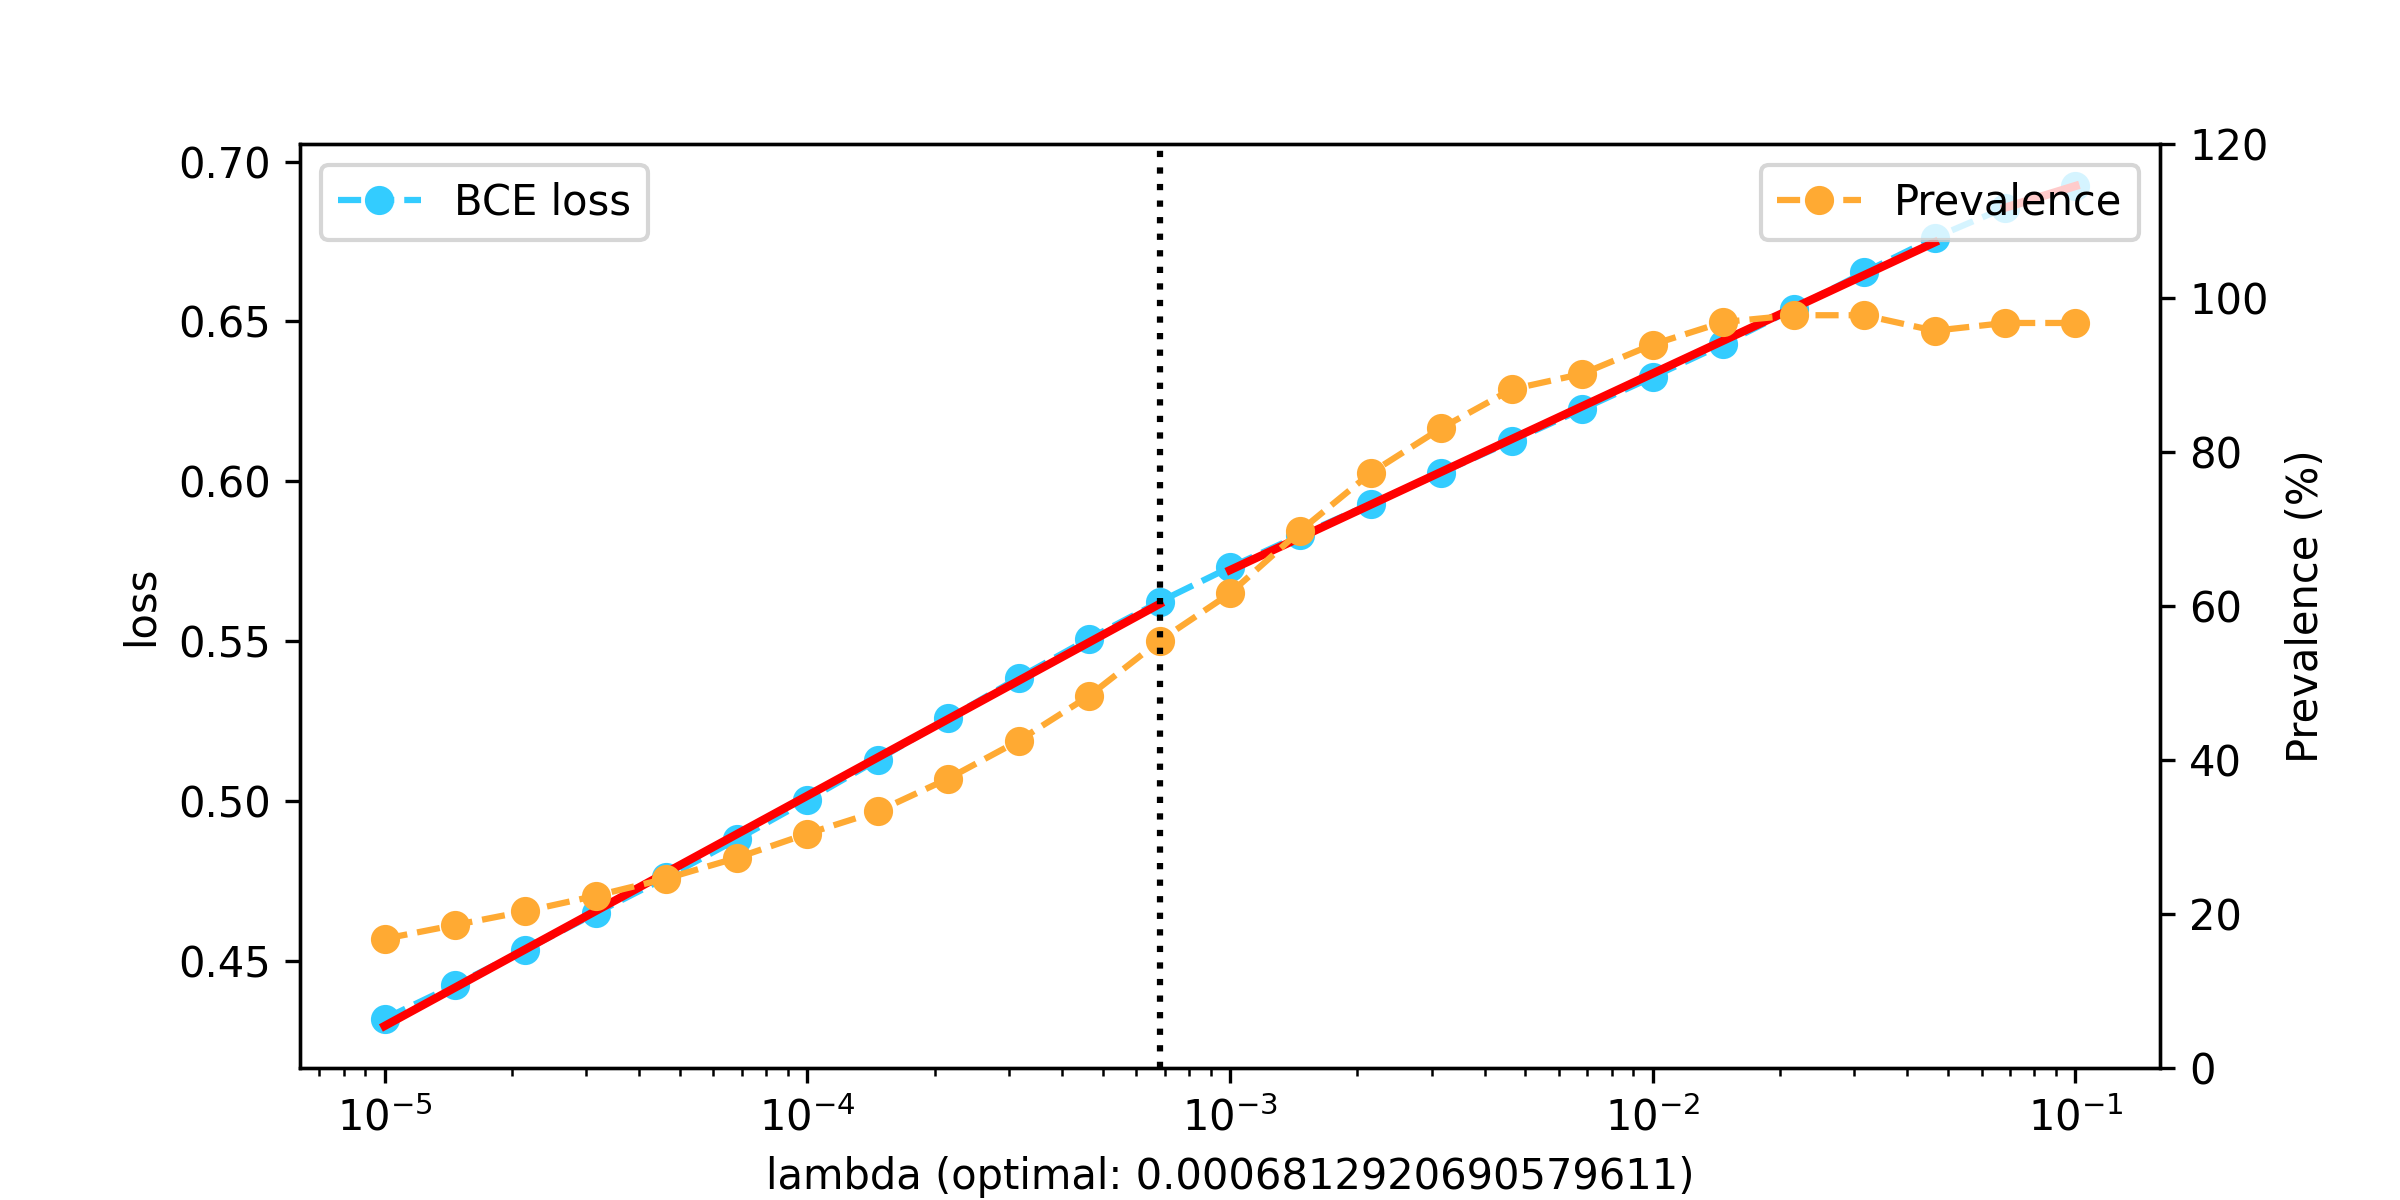 BCE loss
Prevalence
0.70
0.65
0.60
0.55
0.50
0.45
loss
120
100
80
60
40
20
0
Prevalence (%)
10⁻⁵ 10⁻⁴ 10⁻³ 10⁻² 10⁻¹
lambda (optimal: 0.0006812920690579611)